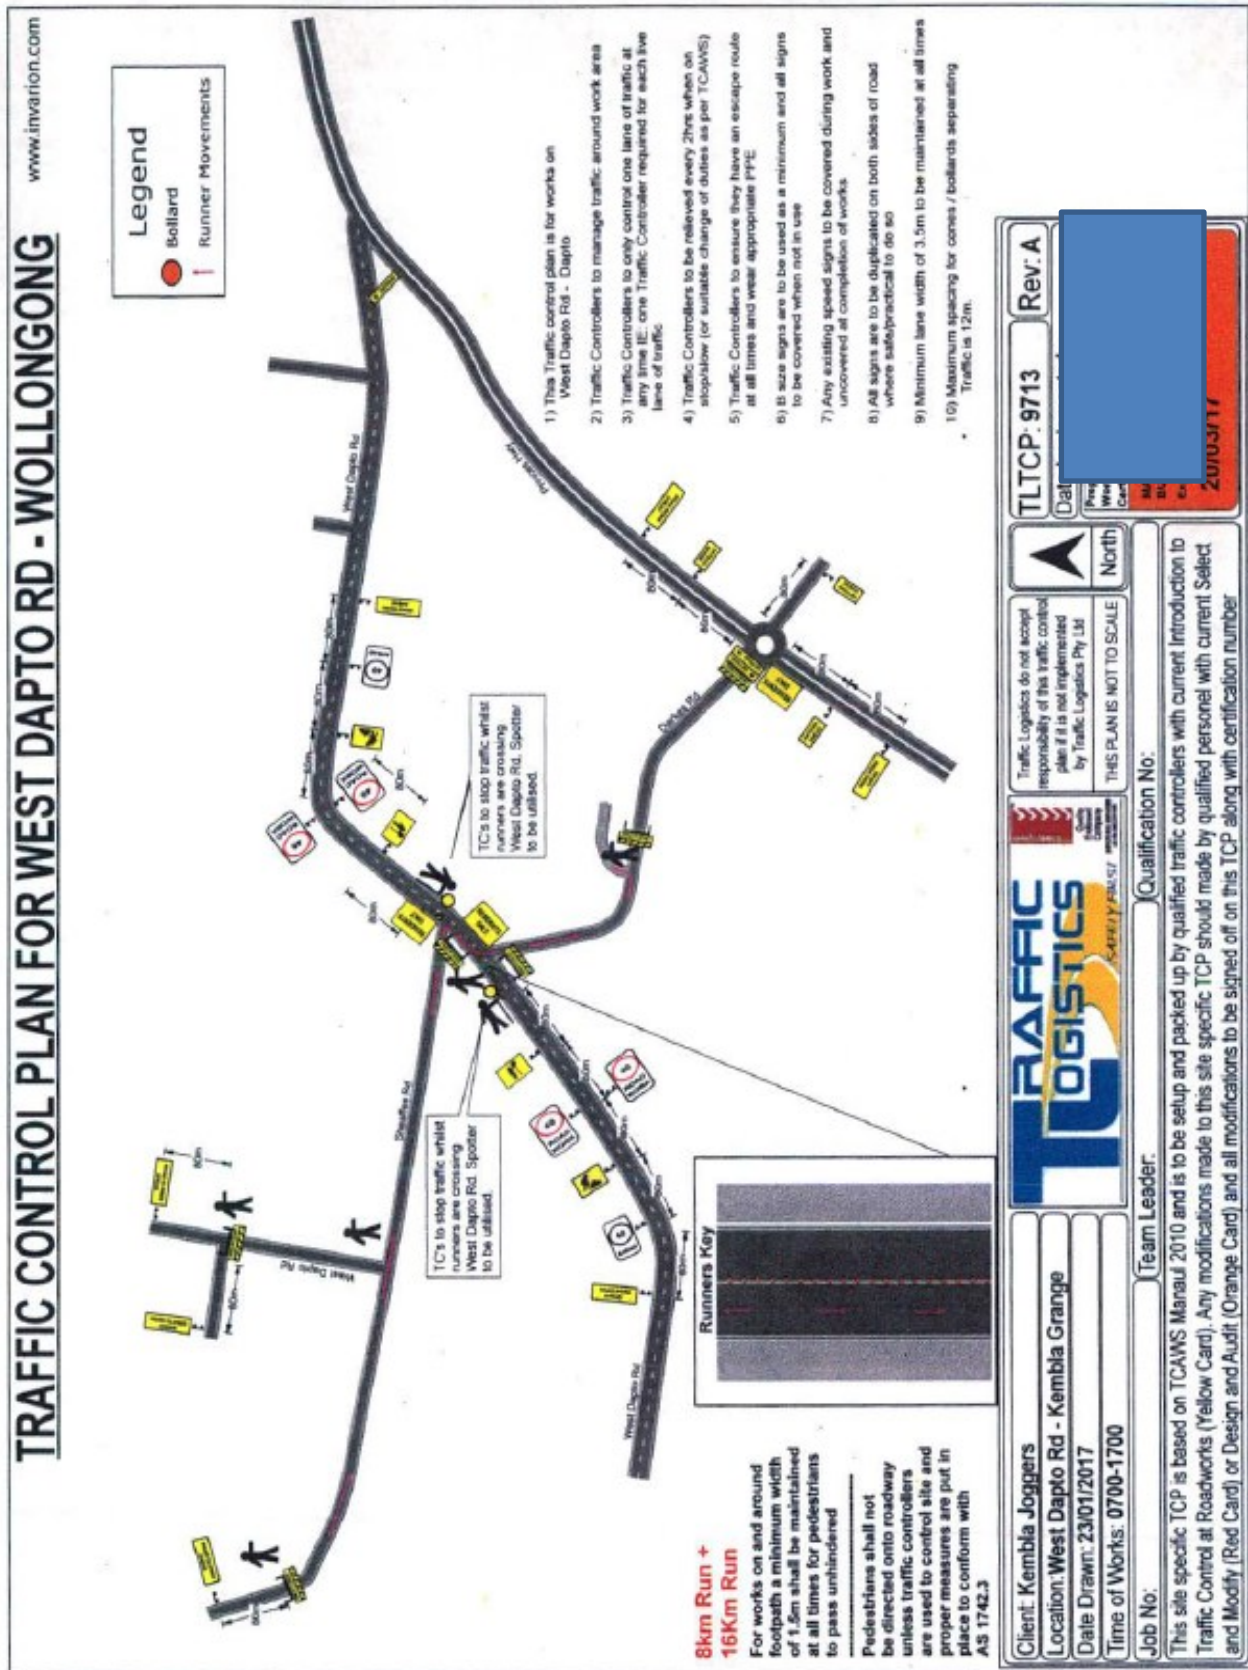 TRAFFIC CONTROL PLAN FOR WEST DAPTO RD - WOLLONGONG
www.invarion.com
Legend
Bollard
Runner Movements
1) This Traffic control plan is for works on
West Dapto Rd - Dapto
2) Traffic Controllers to manage traffic around work area
3) Traffic Controllers to only control one lane of traffic at
any time IE: one Traffic Controller required for each live
lane of traffic
4) Traffic Controllers to be relieved every 2hrs when on
stop/slow (or suitable change of duties as per TCAWS)
5) Traffic Controllers to ensure they have an escape route
at all times and wear appropriate PPE
6) B size signs are to be used as a minimum and all signs
to be covered when not in use
7) Any existing speed signs to be covered during work and
uncovered at completion of works
8) All signs are to be duplicated on both sides of road
where safe/practical to do so
9) Minimum lane width of 3.5m to be maintained at all times
10) Maximum spacing for cones / bollards separating
Traffic is 12m.
West Dapto Rd
Princes Hwy
Darkes Rd
Sheaffes Rd
West Dapto Rd
West Dapto Rd
TC's to stop traffic whilst
runners are crossing
West Dapto Rd. Spotter
to be utilised.
TC's to stop traffic whilst
runners are crossing
West Dapto Rd. Spotter
to be utilised.
Runners Key
8km Run +
16Km Run
For works on and around
footpath a minimum width
of 1.5m shall be maintained
at all times for pedestrians
to pass unhindered
Pedestrians shall not
be directed onto roadway
unless traffic controllers
are used to control site and
proper measures are put in
place to conform with
AS 1742.3
Client: Kembla Joggers
Location: West Dapto Rd - Kembla Grange
Date Drawn: 23/01/2017
Time of Works: 0700-1700
TRAFFIC
LOGISTICS
SAFELY FIRST
Traffic Logistics do not accept
responsibility of this traffic control
plan if it is not implemented
by Traffic Logistics Pty Ltd
THIS PLAN IS NOT TO SCALE
North
TLTCP: 9713
Rev: A
20/03/17
Job No:
Team Leader:
Qualification No:
This site specific TCP is based on TCAWS Manaul 2010 and is to be setup and packed up by qualified traffic controllers with current Introduction to
Traffic Control at Roadworks (Yellow Card). Any modifications made to this site specific TCP should made by qualified personel with current Select
and Modify (Red Card) or Design and Audit (Orange Card) and all modifications to be signed off on this TCP along with certification number